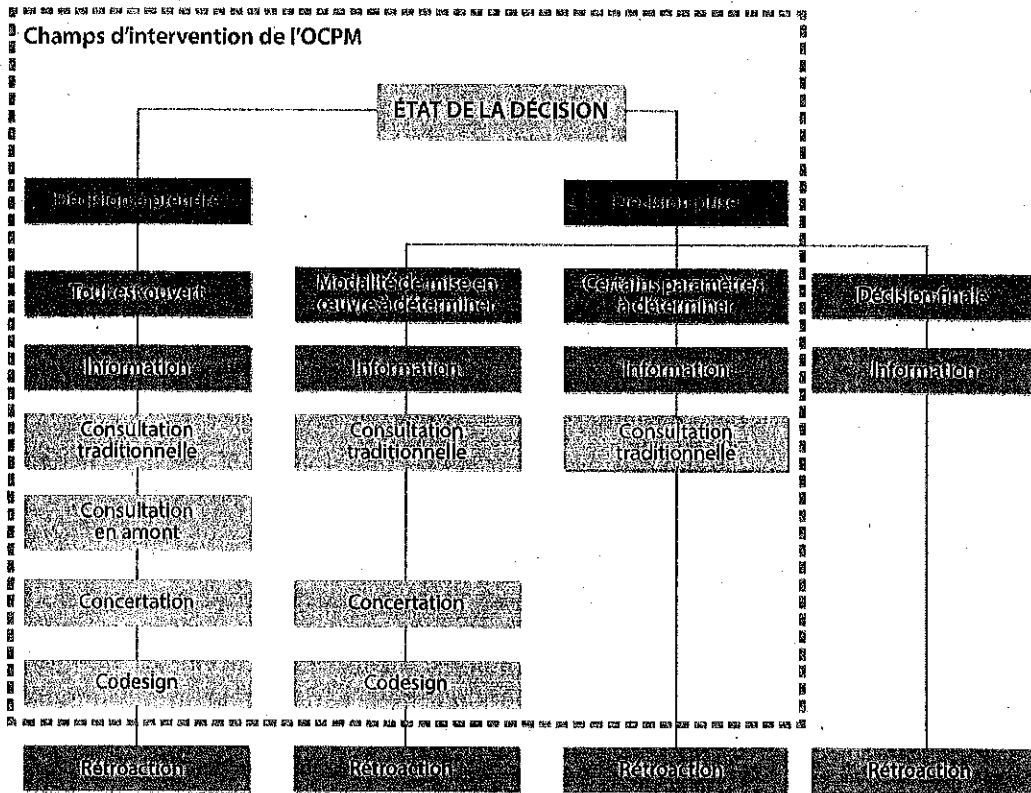 Champs d'intervention de l'OCPM
ÉTAT DE LA DÉCISION
Décision à prendre
Décision prise
Tout est ouvert
Modalité de mise en
œuvre à déterminer
Certains paramètres
à déterminer
Décision finale
Information
Information
Information
Information
Consultation
traditionnelle
Consultation
traditionnelle
Consultation
traditionnelle
Consultation
en amont
Concertation
Concertation
Codesign
Codesign
Rétroaction
Rétroaction
Rétroaction
Rétroaction